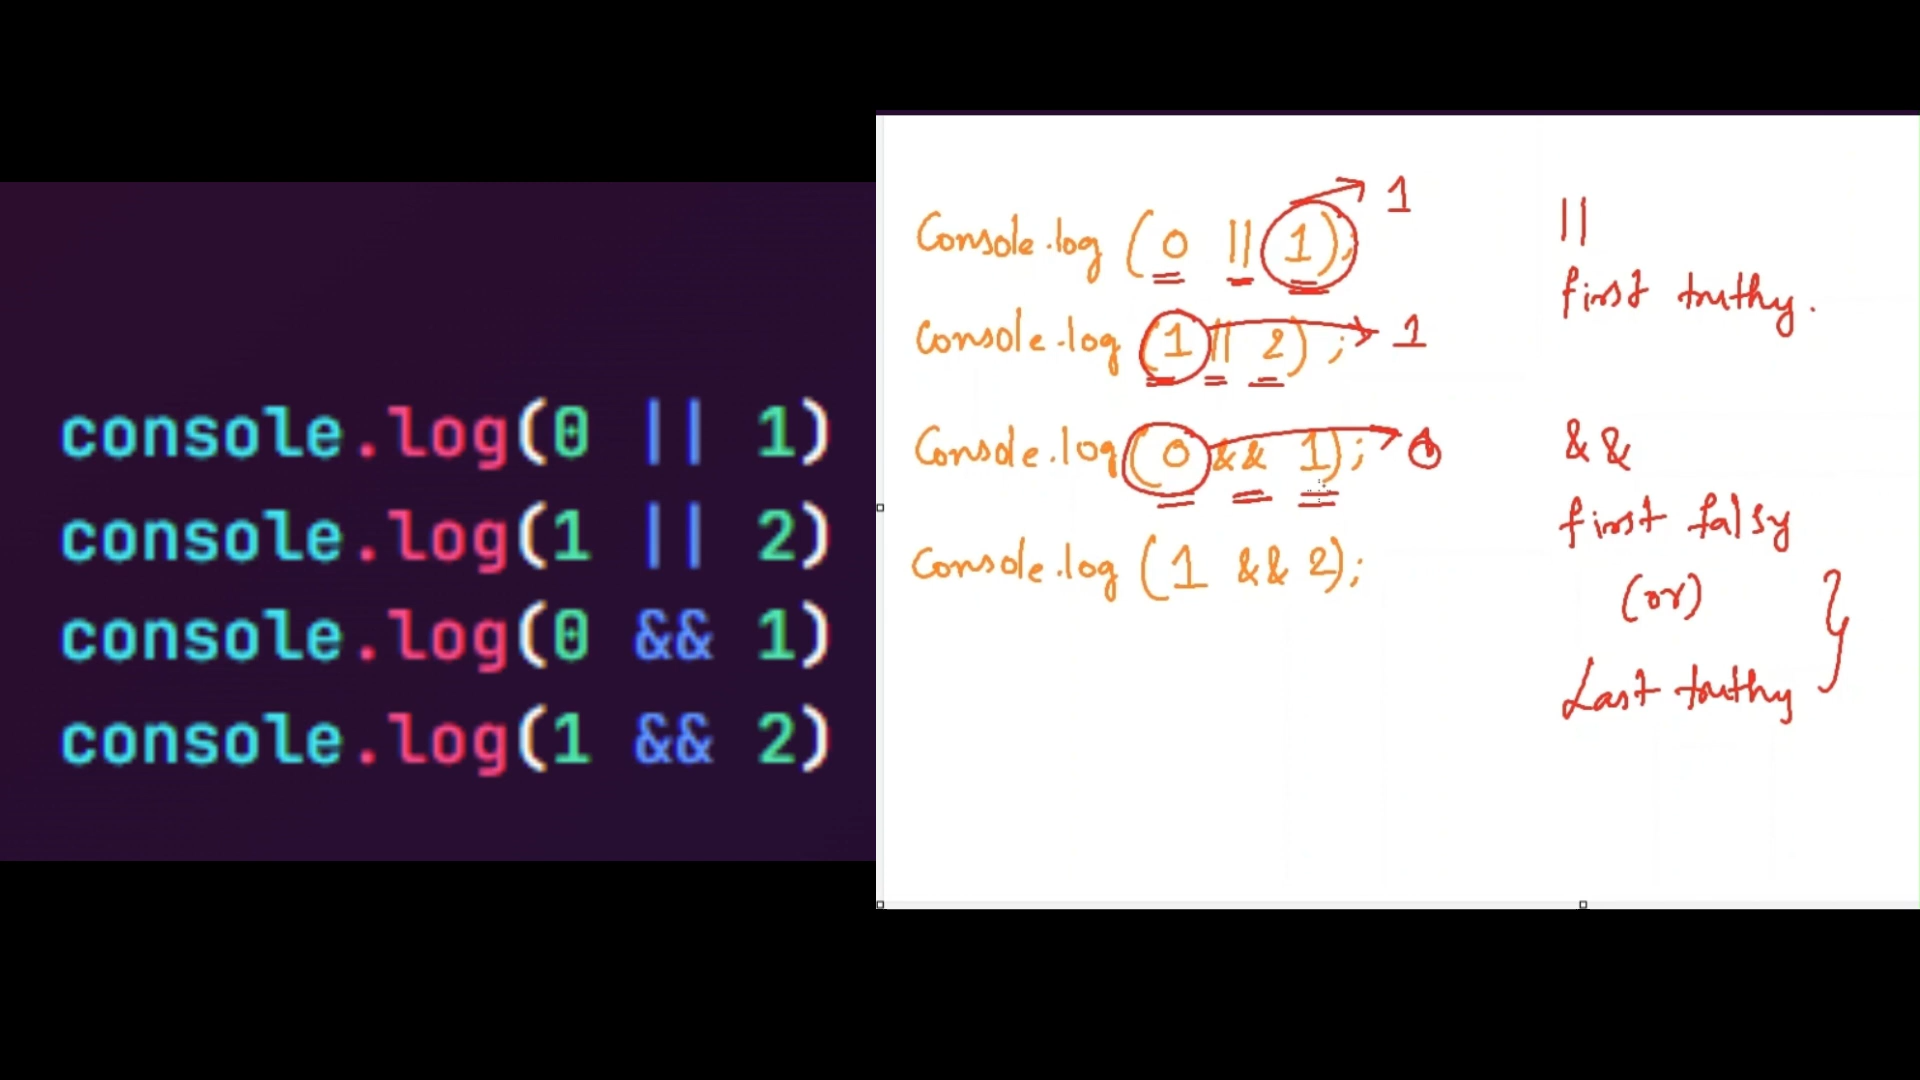 console.log(0 || 1)
console.log(1 || 2)
console.log(0 && 1)
console.log(1 && 2)
Console.log (0 || 1); → 1
Console.log (1 || 2); → 1
Console.log (0 && 1); → 0
Console.log (1 && 2);
||
first truthy.
&&
first falsy
(or)
Last truthy